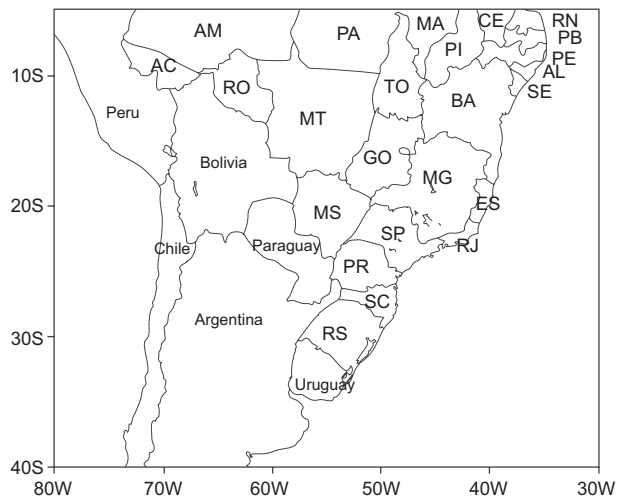 AM
PA
MA
CE
RN
PB
PI
PE
AC
AL
10S
RO
TO
SE
BA
Peru
MT
GO
Bolivia
MG
20S
MS
ES
SP
Chile
Paraguay
RJ
PR
SC
Argentina
30S
RS
Uruguay
40S
80W 70W 60W 50W 40W 30W